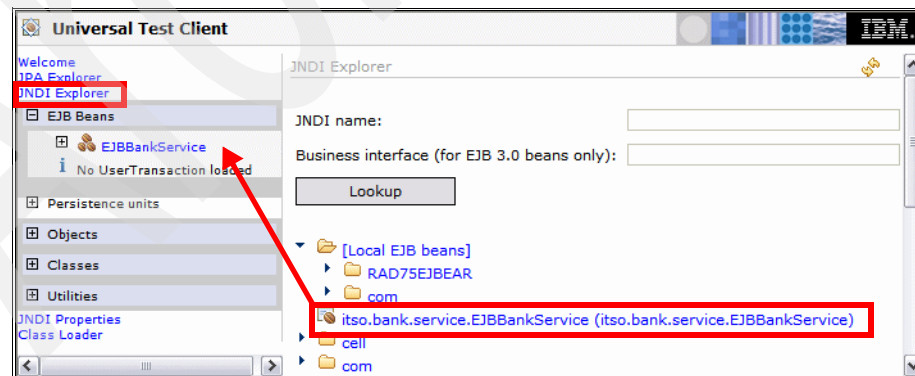 Universal Test Client
IBM.
Welcome
JPA Explorer
JNDI Explorer
EJB Beans
EJBBankService
No UserTransaction loaded
Persistence units
Objects
Classes
Utilities
JNDI Properties
Class Loader
JNDI Explorer
JNDI name:
Business interface (for EJB 3.0 beans only):
Lookup
[Local EJB beans]
RAD75EJBEAR
com
itso.bank.service.EJBBankService (itso.bank.service.EJBBankService)
cell
com